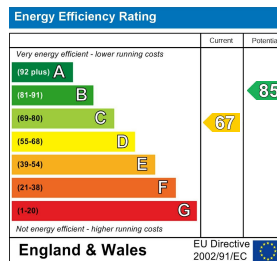 Energy Efficiency Rating
Current Potential
Very energy efficient - lower running costs
(92 plus) A
(81-91) B
(69-80) C
(55-68) D
(39-54) E
(21-38) F
(1-20) G
67
85
Not energy efficient - higher running costs
England & Wales
EU Directive
2002/91/EC